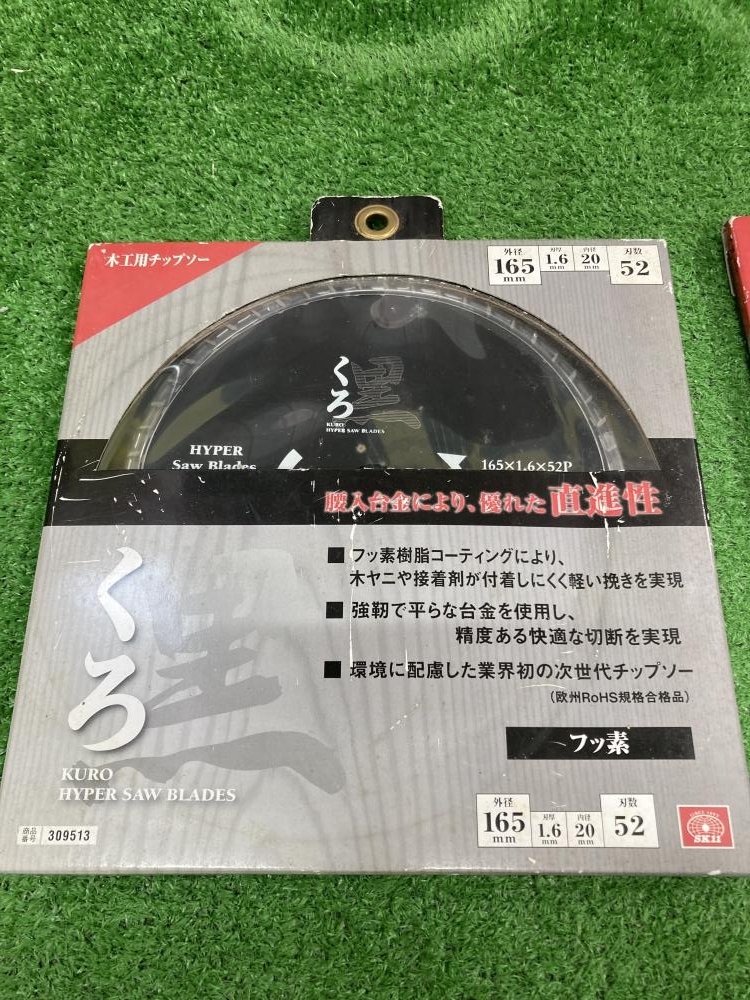 木工用チップソー
外径 刃厚 内径 刃数
165 1.6 20 52
mm mm mm
くろ
黒
KURO
HYPER SAW BLADES
HYPER
Saw Blades
165×1.6×52P
腰入台金により、優れた直進性
くろ
黒
■ フッ素樹脂コーティングにより、
木ヤニや接着剤が付着しにくく軽い挽きを実現
■ 強靭で平らな台金を使用し、
精度ある快適な切断を実現
■ 環境に配慮した業界初の次世代チップソー
(欧州RoHS規格合格品)
フッ素
KURO
HYPER SAW BLADES
外径 刃厚 内径 刃数
165 1.6 20 52
mm mm mm
商品番号 309513
SK11